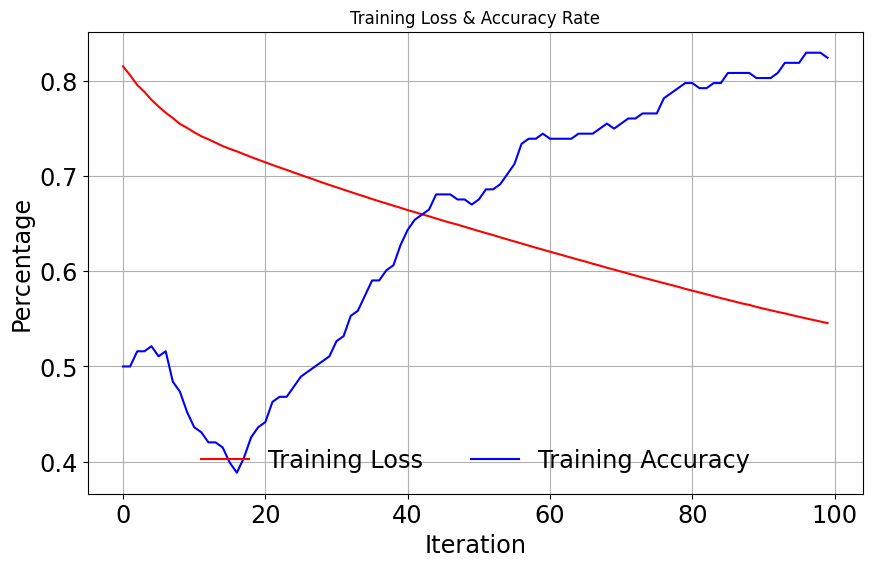 Training Loss & Accuracy Rate
Percentage
0.8
0.7
0.6
0.5
0.4
Training Loss
Training Accuracy
0 20 40 60 80 100
Iteration